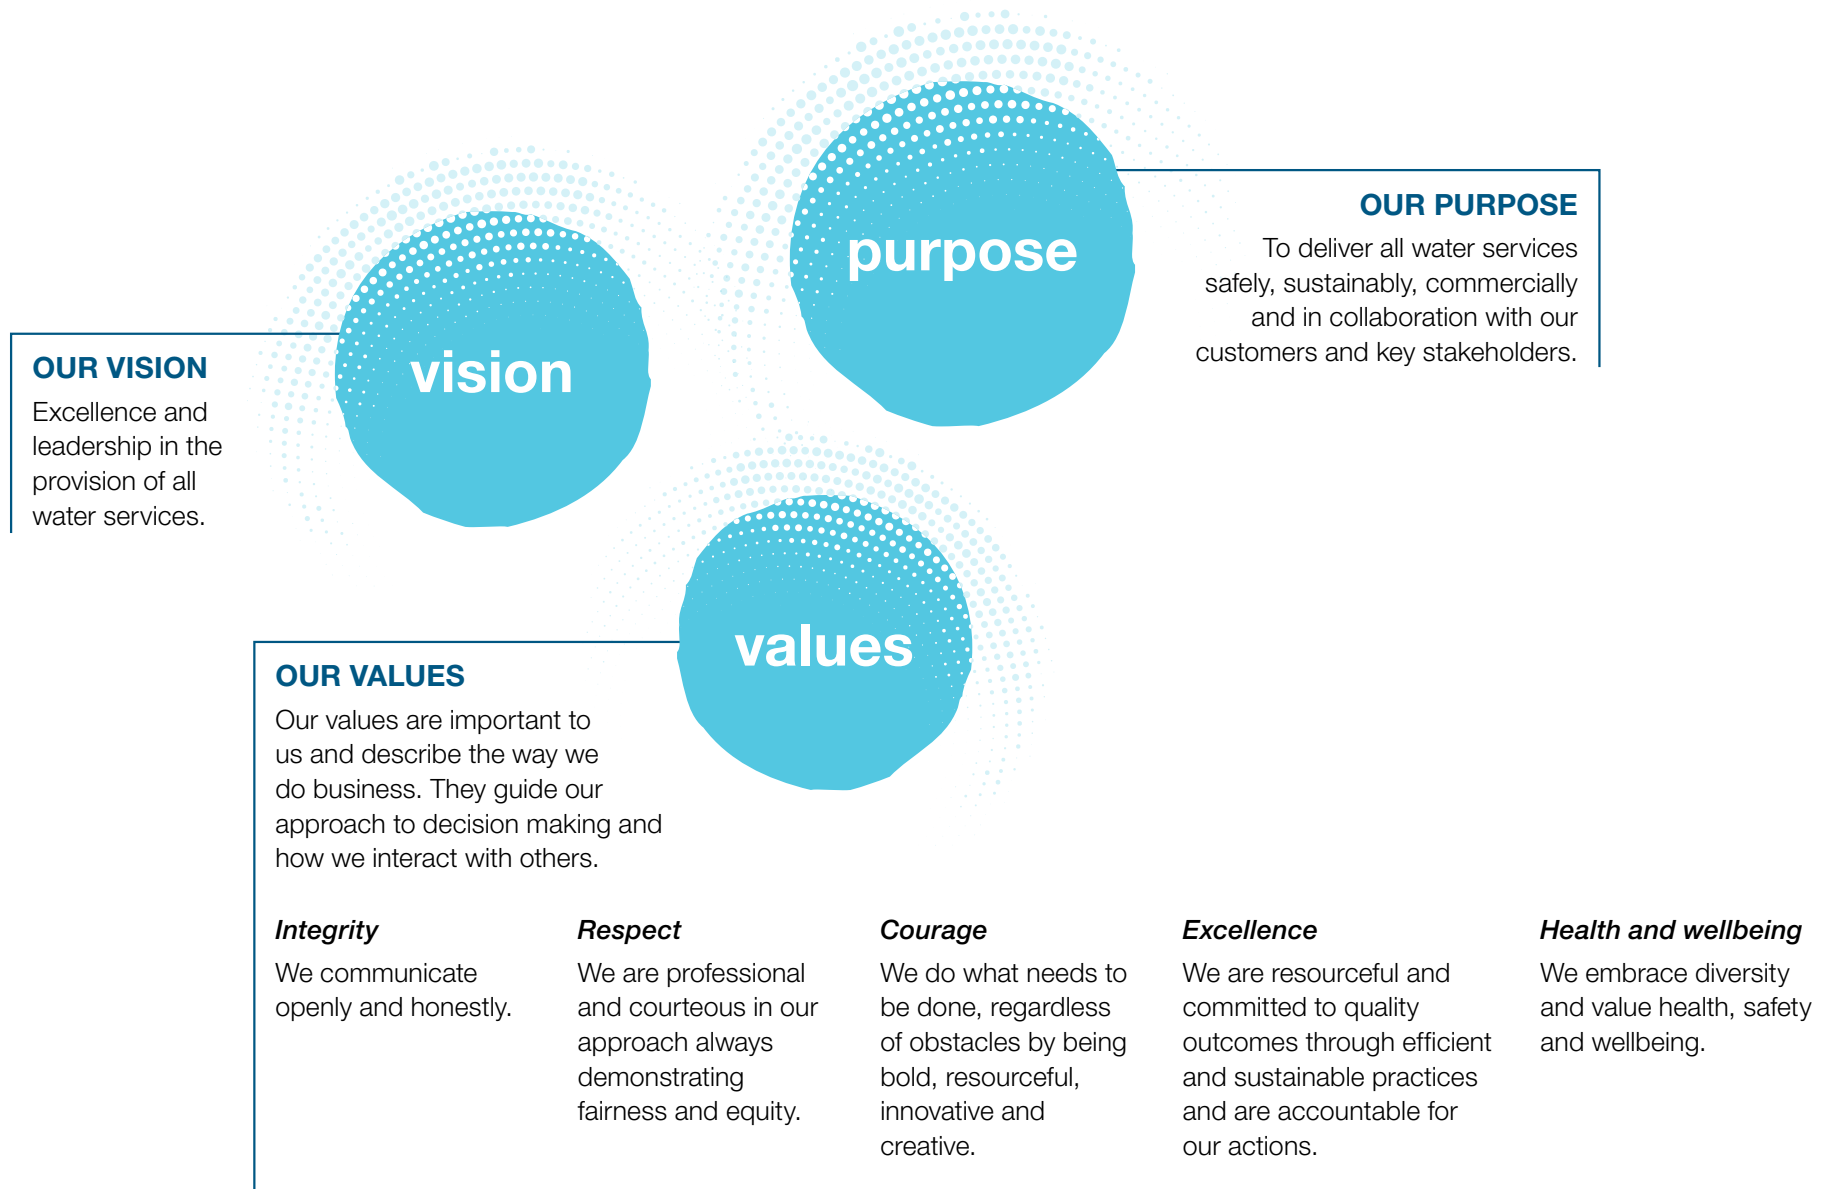 purpose
OUR PURPOSE
To deliver all water services
safely, sustainably, commercially
and in collaboration with our
customers and key stakeholders.
vision
OUR VISION
Excellence and
leadership in the
provision of all
water services.
values
OUR VALUES
Our values are important to
us and describe the way we
do business. They guide our
approach to decision making and
how we interact with others.
Integrity
We communicate
openly and honestly.
Respect
We are professional
and courteous in our
approach always
demonstrating
fairness and equity.
Courage
We do what needs to
be done, regardless
of obstacles by being
bold, resourceful,
innovative and
creative.
Excellence
We are resourceful and
committed to quality
outcomes through efficient
and sustainable practices
and are accountable for
our actions.
Health and wellbeing
We embrace diversity
and value health, safety
and wellbeing.